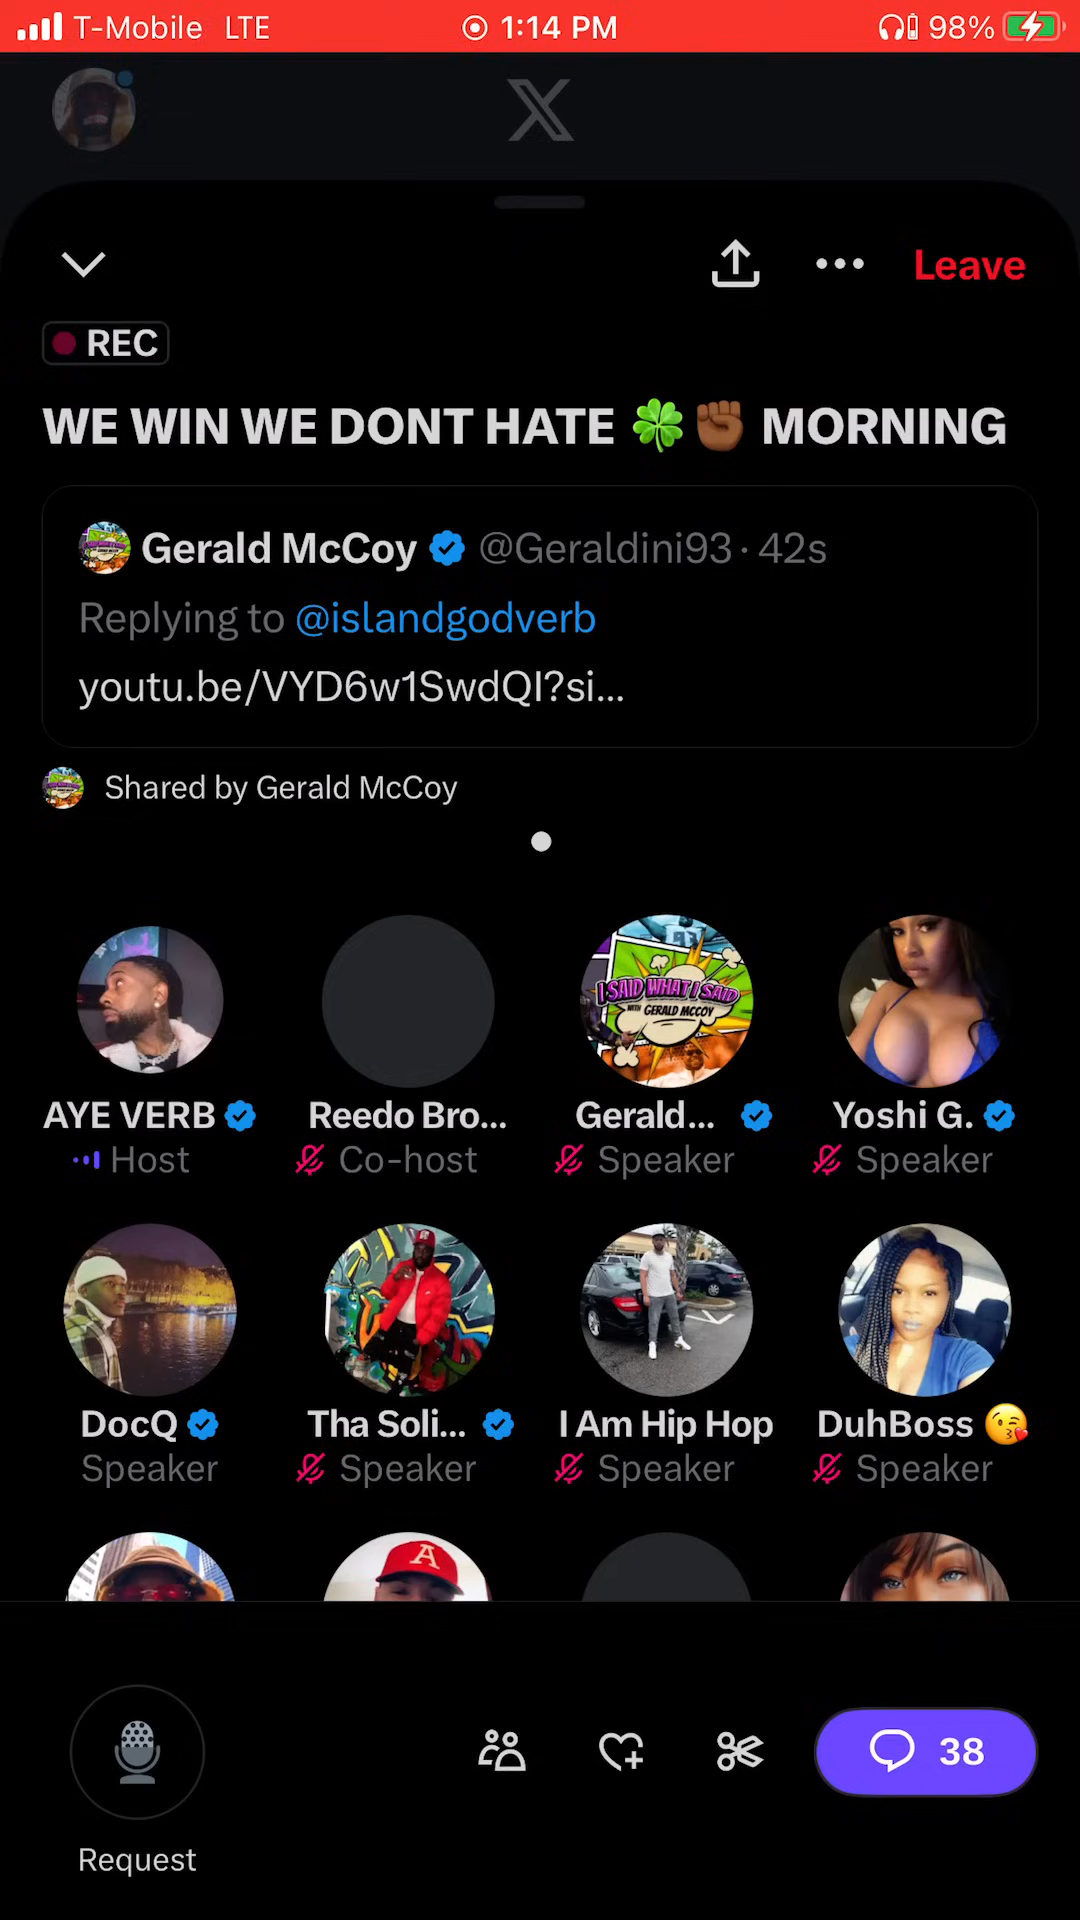 T-Mobile LTE 1:14 PM 98%
Leave
REC
WE WIN WE DONT HATE 🍀✊🏾 MORNING
Gerald McCoy @Geraldini93 · 42s
Replying to @islandgodverb
youtu.be/VYD6w1SwdQI?si...
Shared by Gerald McCoy
93
I SAID WHAT I SAID
WITH GERALD MCCOY
AYE VERB Reedo Bro... Gerald... Yoshi G.
Host Co-host Speaker Speaker
DocQ Tha Soli... I Am Hip Hop DuhBoss 😘
Speaker Speaker Speaker Speaker
A
38
Request